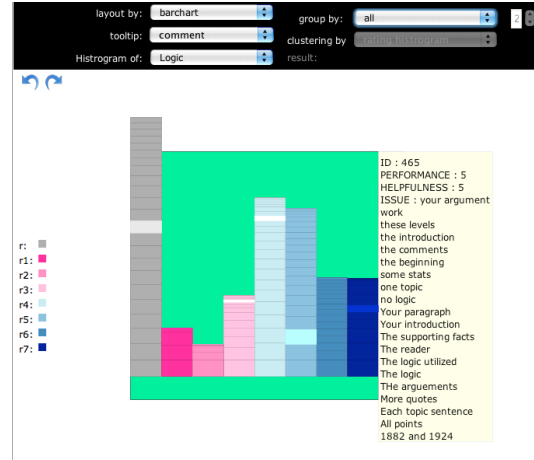 layout by: barchart group by: all 2
tooltip: comment clustering by rating histrogram
Histrogram of: Logic result:
ID : 465
PERFORMANCE : 5
HELPFULNESS : 5
ISSUE : your argument
work
these levels
the introduction
the comments
the beginning
some stats
one topic
no logic
Your paragraph
Your introduction
The supporting facts
The reader
The logic utilized
The logic
THe arguements
More quotes
Each topic sentence
All points
1882 and 1924
r:
r1:
r2:
r3:
r4:
r5:
r6:
r7: